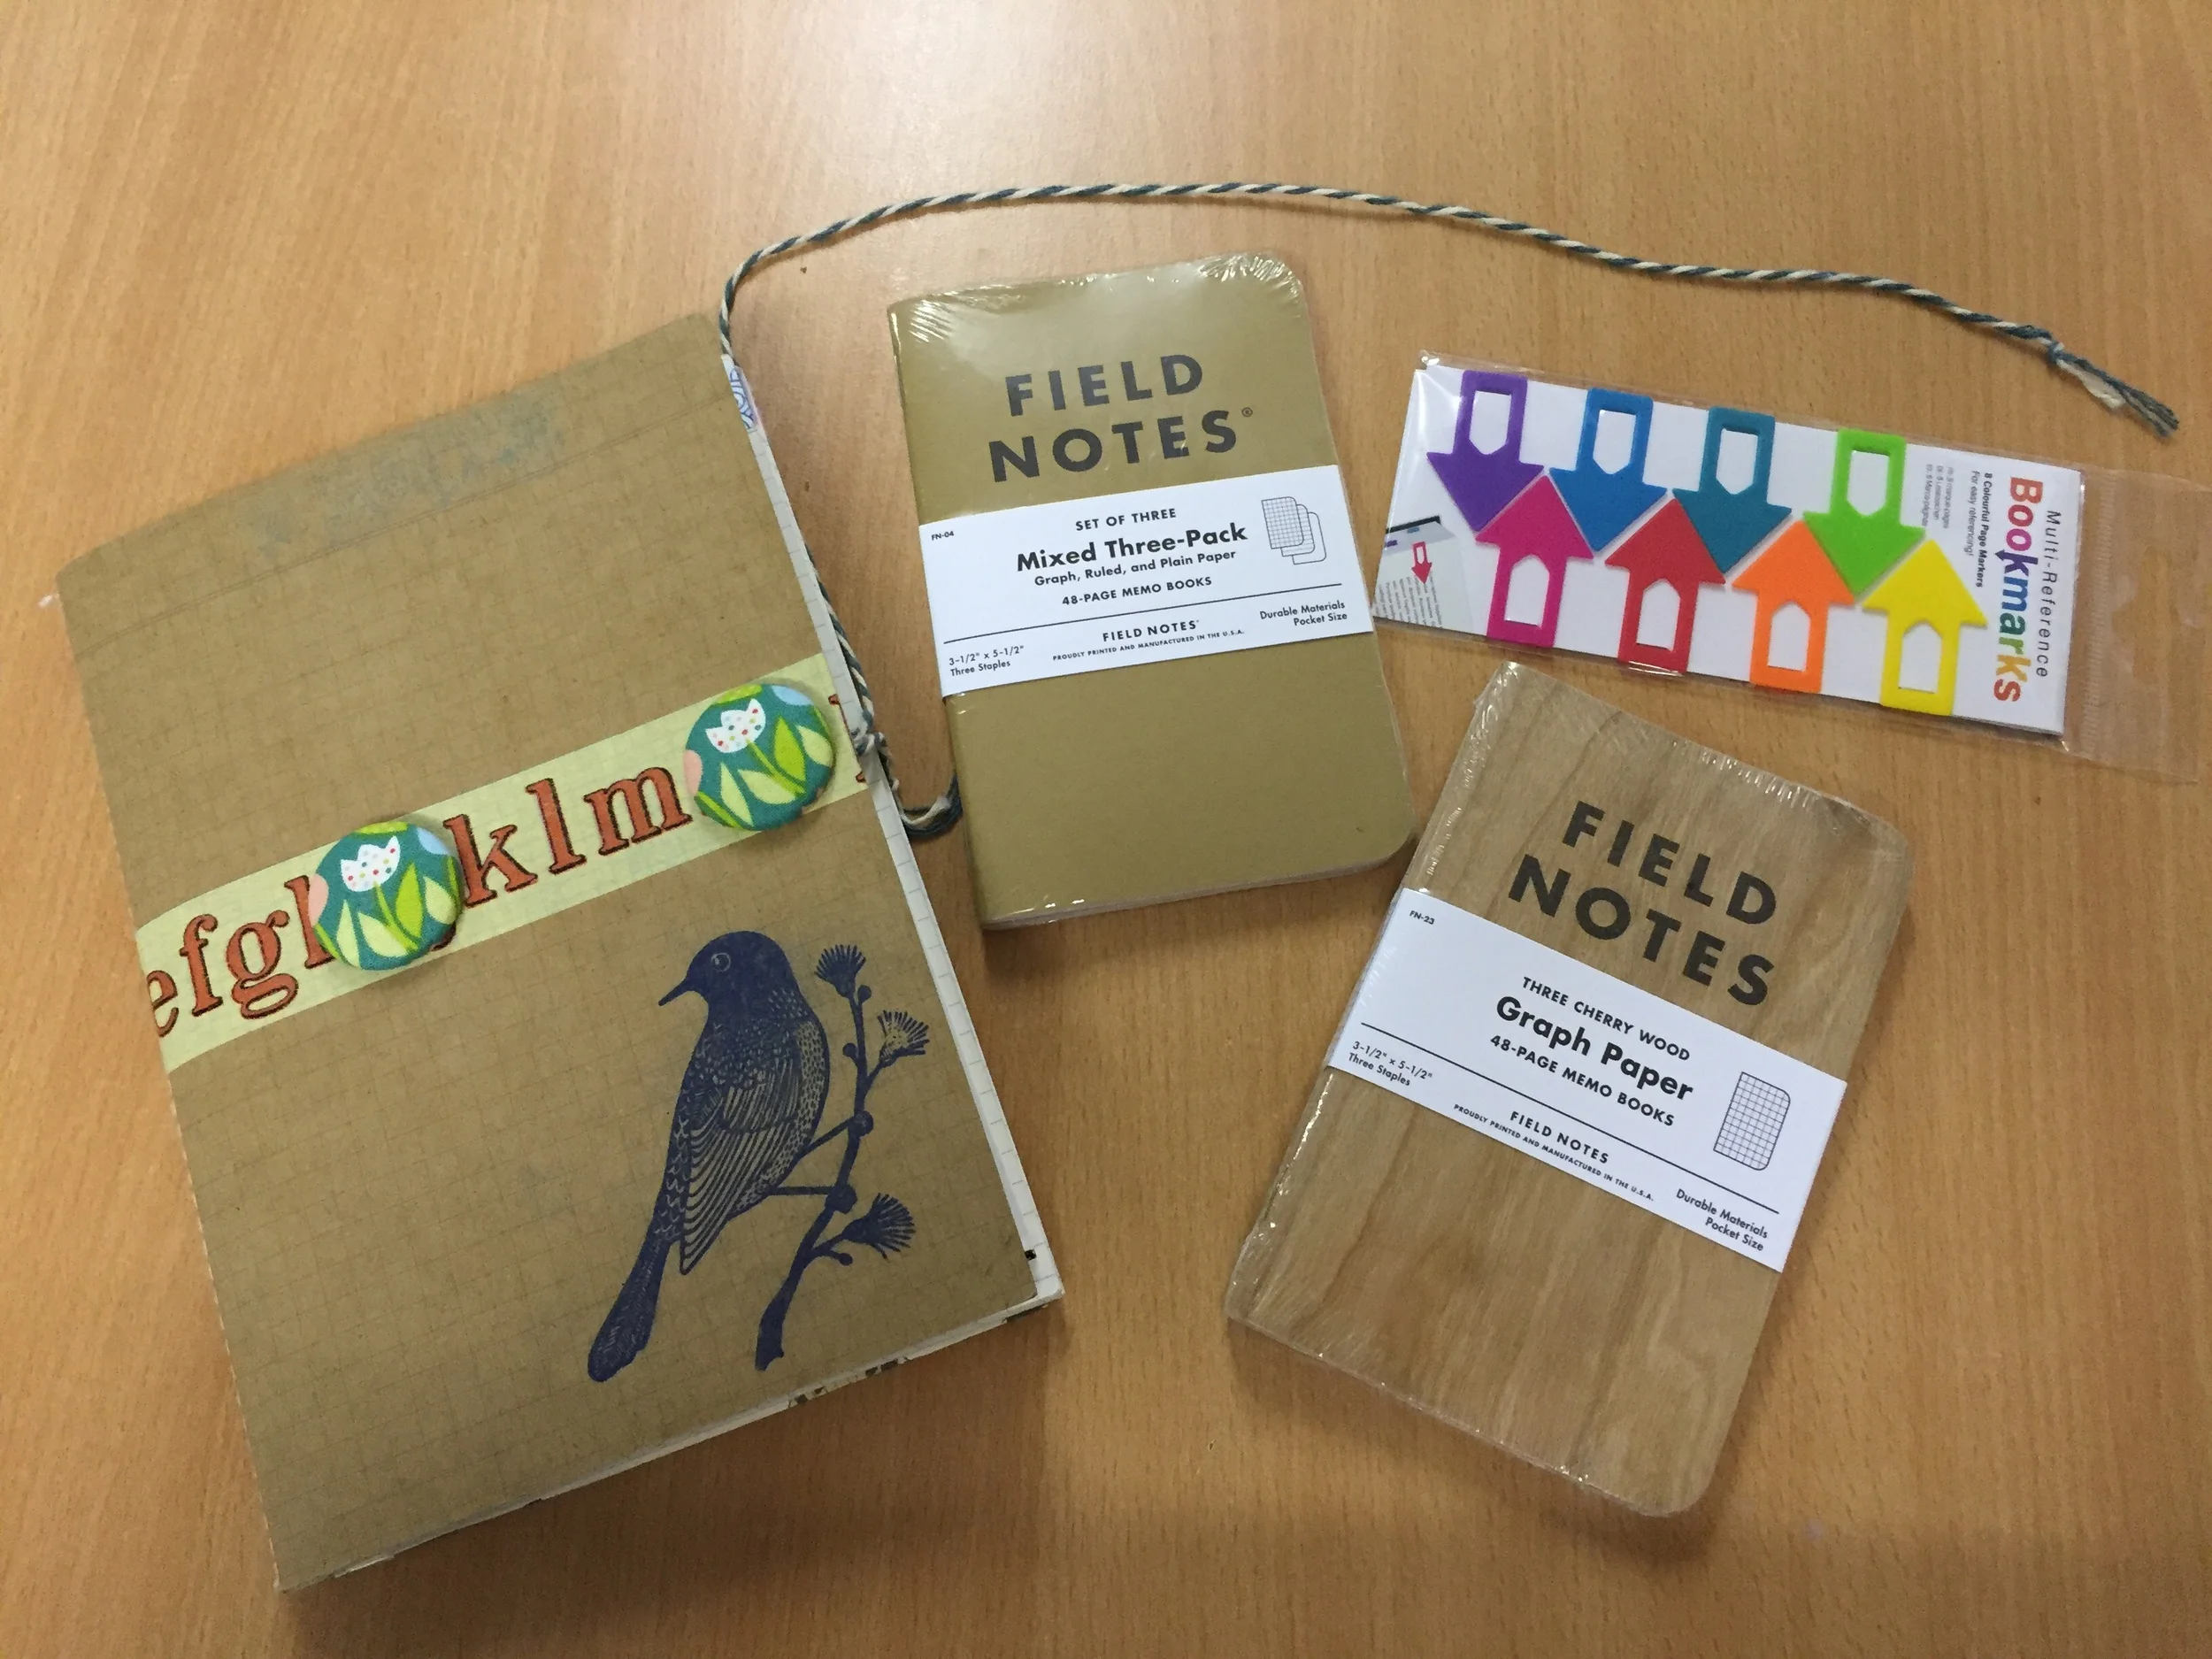 efgh
klm
FIELD
NOTES®
FN-04
SET OF THREE
Mixed Three-Pack
Graph, Ruled, and Plain Paper
48-PAGE MEMO BOOKS
3-1/2" x 5-1/2"
Three Staples
FIELD NOTES®
PROUDLY PRINTED AND MANUFACTURED IN THE U.S.A.
Durable Materials
Pocket Size
Multi-Reference
Bookmarks
8 Colourful Page Markers
For easy referencing!
FIELD
NOTES
FN-23
THREE CHERRY WOOD
Graph Paper
48-PAGE MEMO BOOKS
3-1/2" x 5-1/2"
Three Staples
FIELD NOTES
PROUDLY PRINTED AND MANUFACTURED IN THE U.S.A.
Durable Materials
Pocket Size